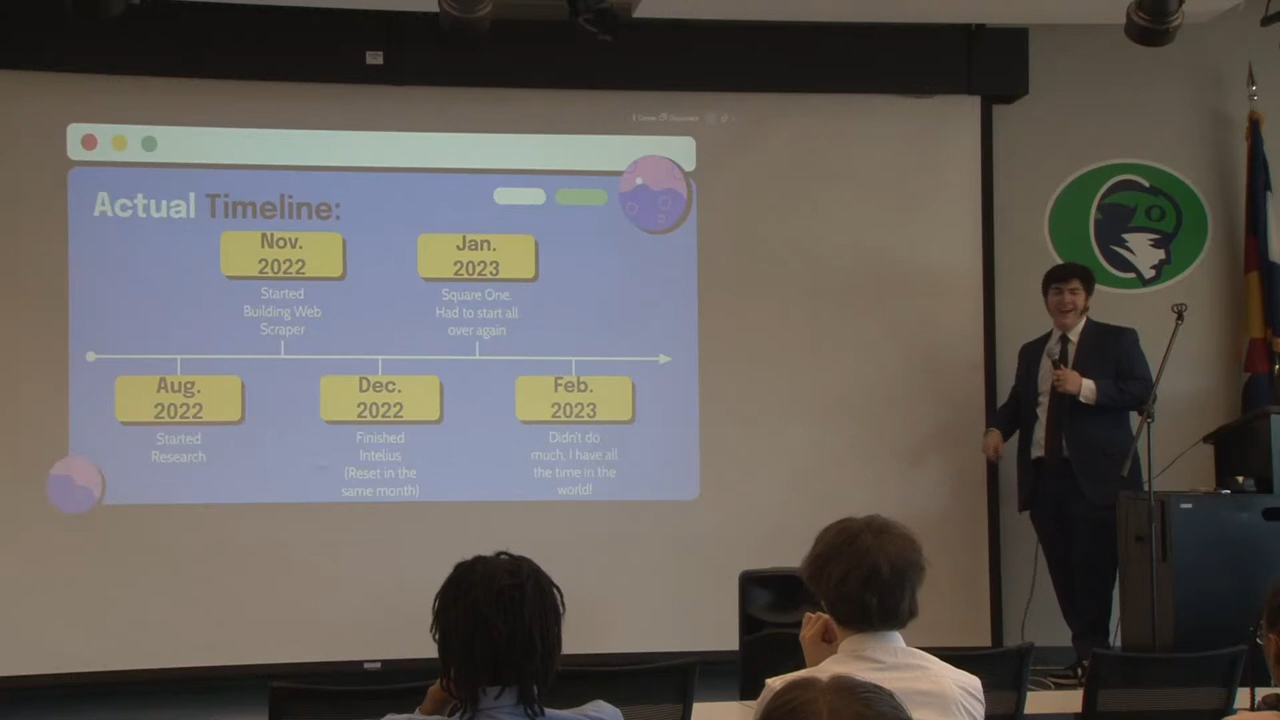 Actual Timeline:
Nov.
2022
Started
Building Web
Scraper
Jan.
2023
Square One.
Had to start all
over again
Aug.
2022
Started
Research
Dec.
2022
Finished
Intelius
(Reset in the
same month)
Feb.
2023
Didn't do
much, I have all
the time in the
world!
O